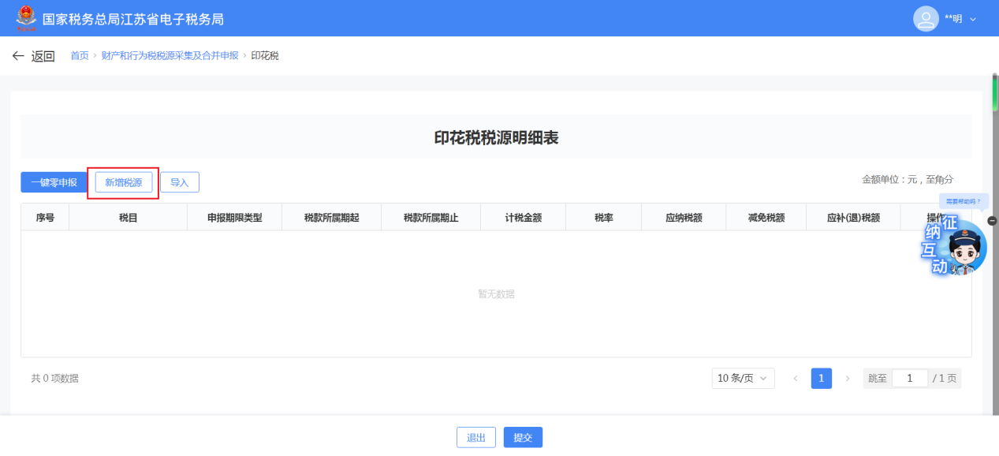 国家税务总局江苏省电子税务局
**明
返回 首页 > 财产和行为税税源采集及合并申报 > 印花税
印花税税源明细表
一键零申报 新增税源 导入
金额单位：元，至角分
需要帮助吗？
序号 税目 申报期限类型 税款所属期起 税款所属期止 计税金额 税率 应纳税额 减免税额 应补(退)税额 操作
征纳互动
暂无数据
共 0 项数据
10 条/页 < 1 > 跳至 1 / 1 页
退出 提交